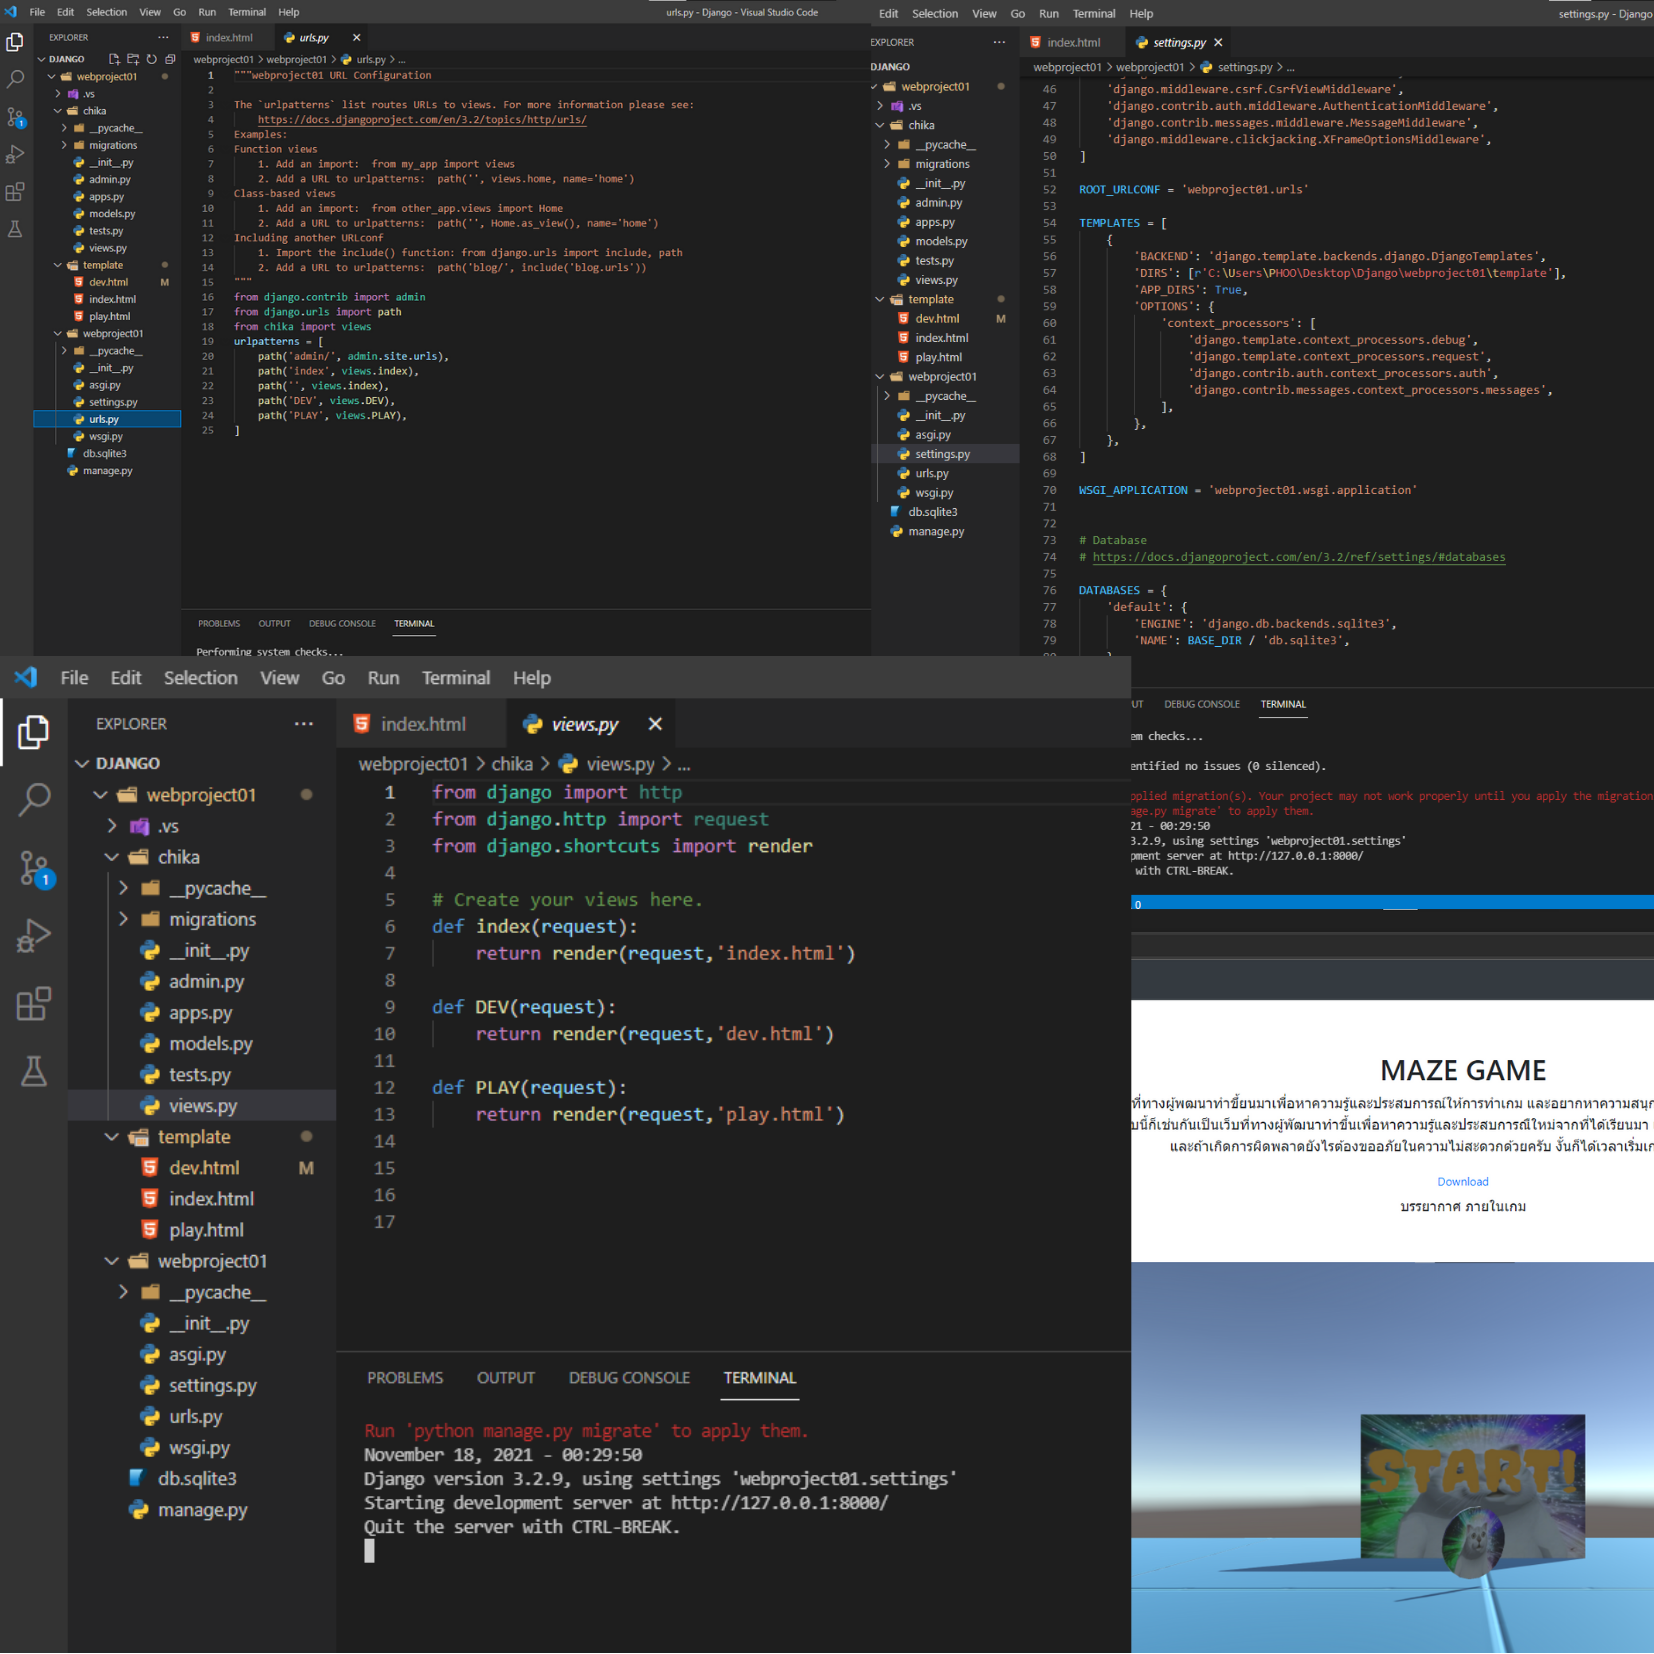 File Edit Selection View Go Run Terminal Help
urls.py - Django - Visual Studio Code
EXPLORER
DJANGO
webproject01
.vs
chika
__pycache__
migrations
__init__.py
admin.py
apps.py
models.py
tests.py
views.py
template
dev.html M
index.html
play.html
webproject01
__pycache__
__init__.py
asgi.py
settings.py
urls.py
wsgi.py
db.sqlite3
manage.py
index.html
urls.py
webproject01 > webproject01 > urls.py > ...
1 """webproject01 URL Configuration
2
3 The `urlpatterns` list routes URLs to views. For more information please see:
4 https://docs.djangoproject.com/en/3.2/topics/http/urls/
5 Examples:
6 Function views
7 1. Add an import:  from my_app import views
8 2. Add a URL to urlpatterns:  path('', views.home, name='home')
9 Class-based views
10 1. Add an import:  from other_app.views import Home
11 2. Add a URL to urlpatterns:  path('', Home.as_view(), name='home')
12 Including another URLconf
13 1. Import the include() function: from django.urls import include, path
14 2. Add a URL to urlpatterns:  path('blog/', include('blog.urls'))
15 """
16 from django.contrib import admin
17 from django.urls import path
18 from chika import views
19 urlpatterns = [
20 path('admin/', admin.site.urls),
21 path('index', views.index),
22 path('', views.index),
23 path('DEV', views.DEV),
24 path('PLAY', views.PLAY),
25 ]
PROBLEMS OUTPUT DEBUG CONSOLE TERMINAL
Performing system checks...
Edit Selection View Go Run Terminal Help
settings.py - Django
EXPLORER
DJANGO
webproject01
.vs
chika
__pycache__
migrations
__init__.py
admin.py
apps.py
models.py
tests.py
views.py
template
dev.html M
index.html
play.html
webproject01
__pycache__
__init__.py
asgi.py
settings.py
urls.py
wsgi.py
db.sqlite3
manage.py
index.html
settings.py
webproject01 > webproject01 > settings.py > ...
46 'django.middleware.csrf.CsrfViewMiddleware',
47 'django.contrib.auth.middleware.AuthenticationMiddleware',
48 'django.contrib.messages.middleware.MessageMiddleware',
49 'django.middleware.clickjacking.XFrameOptionsMiddleware',
50 ]
51
52 ROOT_URLCONF = 'webproject01.urls'
53
54 TEMPLATES = [
55 {
56 'BACKEND': 'django.template.backends.django.DjangoTemplates',
57 'DIRS': [r'C:\Users\PHOO\Desktop\Django\webproject01\template'],
58 'APP_DIRS': True,
59 'OPTIONS': {
60 'context_processors': [
61 'django.template.context_processors.debug',
62 'django.template.context_processors.request',
63 'django.contrib.auth.context_processors.auth',
64 'django.contrib.messages.context_processors.messages',
65 ],
66 },
67 },
68 ]
69
70 WSGI_APPLICATION = 'webproject01.wsgi.application'
71
72
73 # Database
74 # https://docs.djangoproject.com/en/3.2/ref/settings/#databases
75
76 DATABASES = {
77 'default': {
78 'ENGINE': 'django.db.backends.sqlite3',
79 'NAME': BASE_DIR / 'db.sqlite3',
UT DEBUG CONSOLE TERMINAL
em checks...
entified no issues (0 silenced).
pplied migration(s). Your project may not work properly until you apply the migration
age.py migrate' to apply them.
21 - 00:29:50
3.2.9, using settings 'webproject01.settings'
pment server at http://127.0.0.1:8000/
with CTRL-BREAK.
0
File Edit Selection View Go Run Terminal Help
EXPLORER
DJANGO
webproject01
.vs
chika
__pycache__
migrations
__init__.py
admin.py
apps.py
models.py
tests.py
views.py
template
dev.html M
index.html
play.html
webproject01
__pycache__
__init__.py
asgi.py
settings.py
urls.py
wsgi.py
db.sqlite3
manage.py
1
index.html
views.py
webproject01 > chika > views.py > ...
1 from django import http
2 from django.http import request
3 from django.shortcuts import render
4
5 # Create your views here.
6 def index(request):
7 return render(request,'index.html')
8
9 def DEV(request):
10 return render(request,'dev.html')
11
12 def PLAY(request):
13 return render(request,'play.html')
14
15
16
17
PROBLEMS OUTPUT DEBUG CONSOLE TERMINAL
Run 'python manage.py migrate' to apply them.
November 18, 2021 - 00:29:50
Django version 3.2.9, using settings 'webproject01.settings'
Starting development server at http://127.0.0.1:8000/
Quit the server with CTRL-BREAK.
MAZE GAME
ที่ทางผู้พฒนาทำขี้ยนมาเพื่อหาความรู้และประสบการณ์ให้การทำเกม และอยากหาความสนุก
บนี้ก็เช่นกันเป็นเว็บที่ทางผู้พัฒนาทำขึ้นเพื่อหาความรู้และประสบการณ์ใหม่จากที่ได้เรียนมา
และถ้าเกิดการผิดพลาดยังไรต้องขออภัยในความไม่สะดวกด้วยครับ งั้นก็ได้เวลาเริ่มเก
Download
บรรยากาศ ภายในเกม
START!